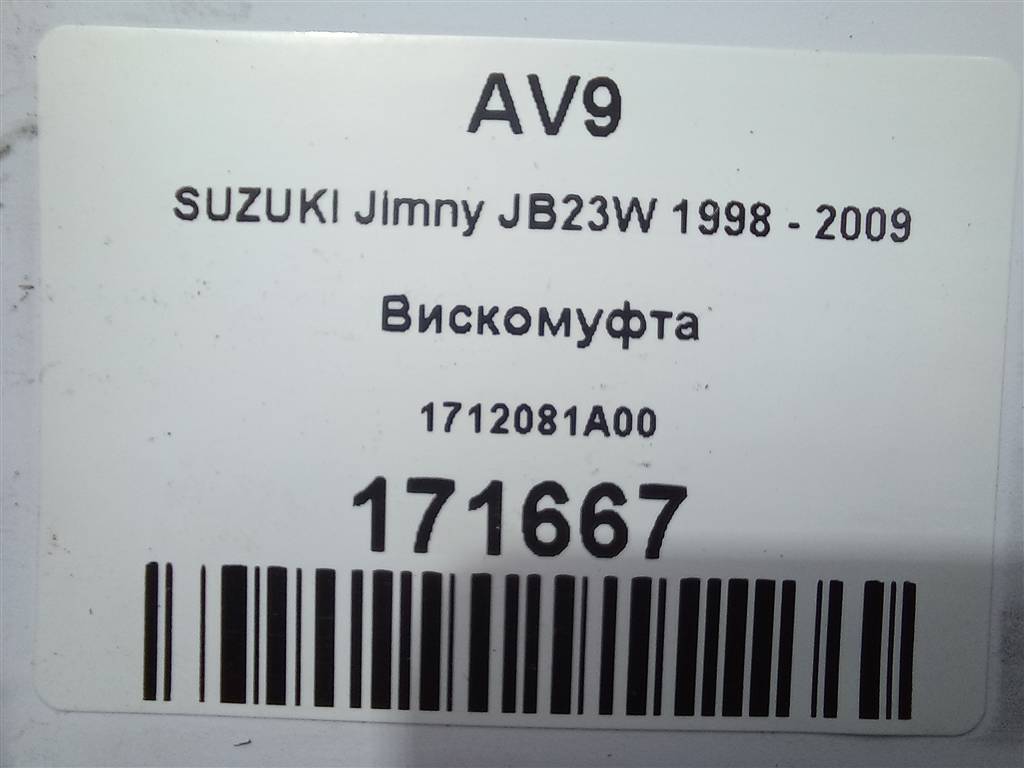 AV9
SUZUKI Jimny JB23W 1998 - 2009
Вискомуфта
1712081A00
171667